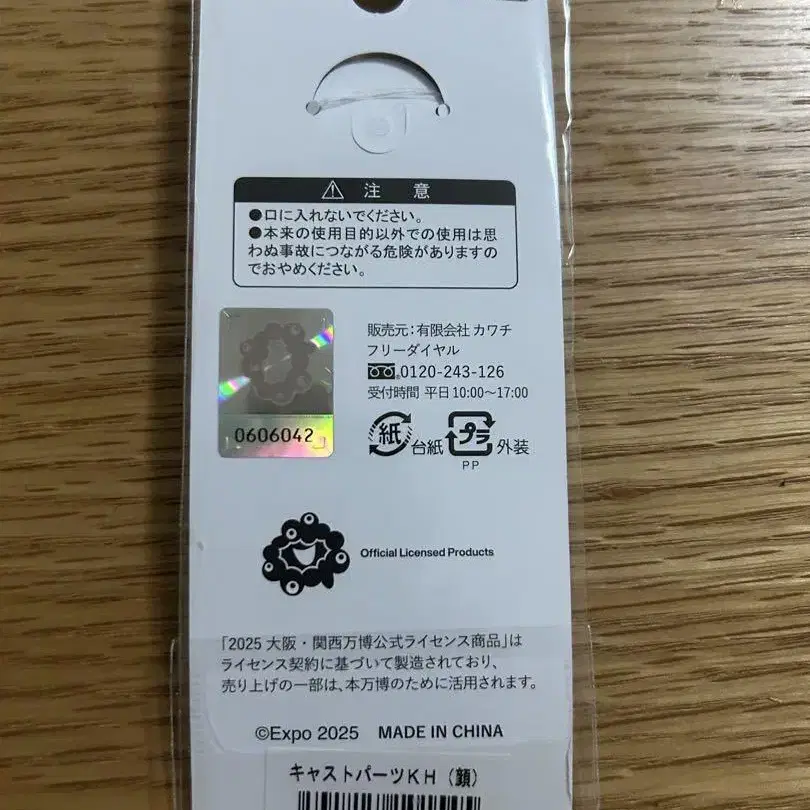 注意
●口に入れないでください。
●本来の使用目的以外での使用は思
わぬ事故につながる危険がありますの
でおやめください。
販売元:有限会社 カワチ
フリーダイヤル
0120-243-126
受付時間 平日10:00〜17:00
0606042
紙 台紙 プラ 外装
PP
Official Licensed Products
「2025 大阪・関西万博公式ライセンス商品」は
ライセンス契約に基づいて製造されており、
売り上げの一部は、本万博のために活用されます。
©Expo 2025 MADE IN CHINA
キャストパーツKH(顔)